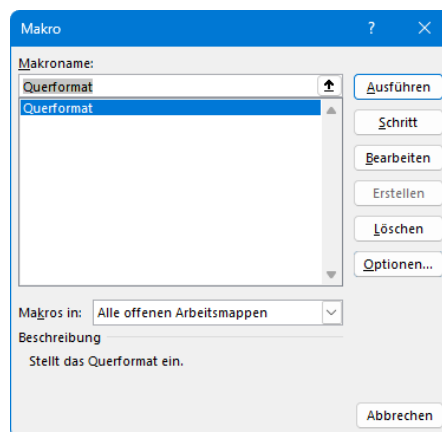 Makro
Makroname:
Querformat
Querformat
Ausführen
Schritt
Bearbeiten
Erstellen
Löschen
Optionen...
Makros in: Alle offenen Arbeitsmappen
Beschreibung
Stellt das Querformat ein.
Abbrechen